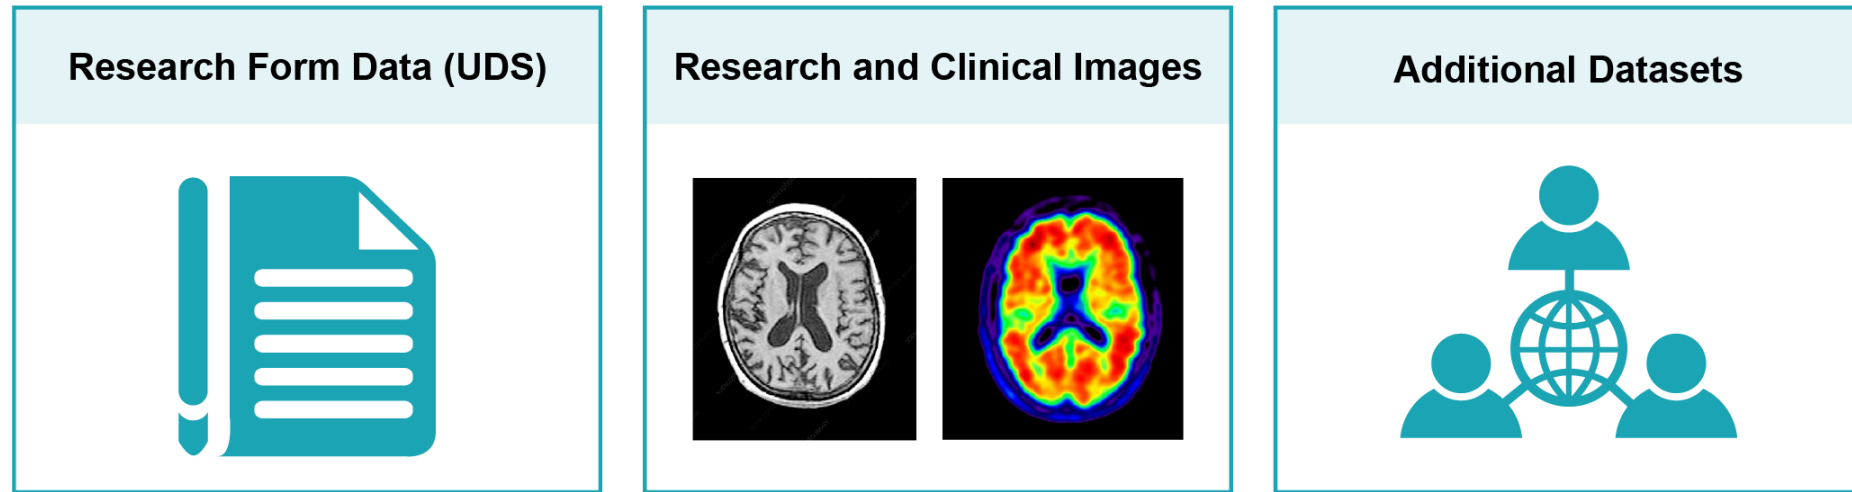 Research Form Data (UDS)
Research and Clinical Images
Additional Datasets